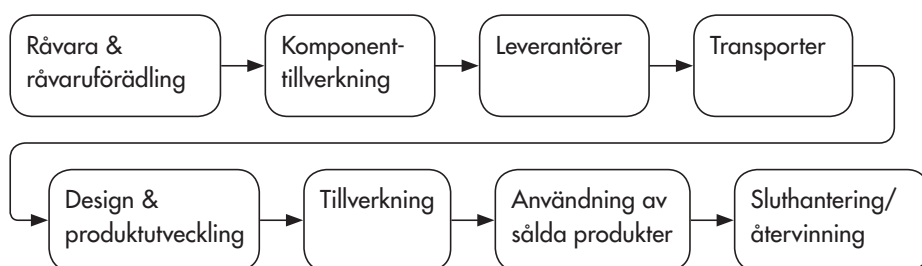 Råvara &
råvaruförädling
Komponent-
tillverkning
Leverantörer
Transporter
Design &
produktutveckling
Tillverkning
Användning av
sålda produkter
Sluthantering/
återvinning